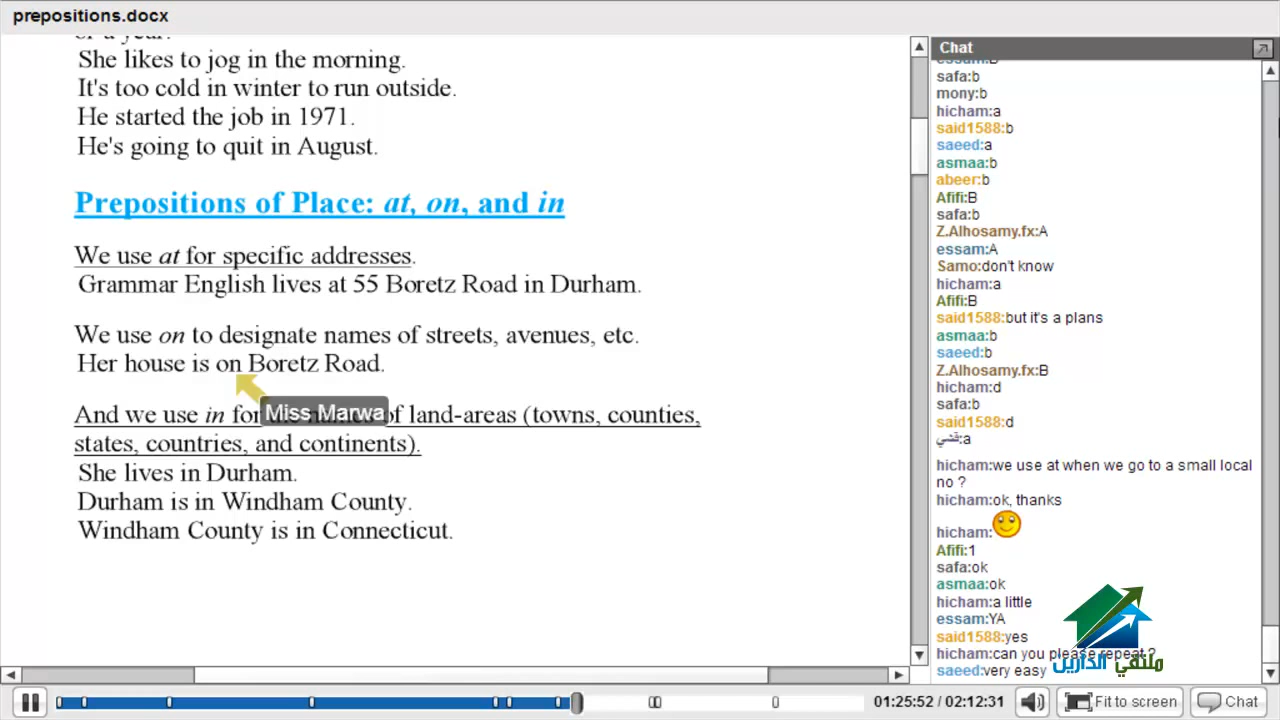 prepositions.docx
or a year.
She likes to jog in the morning.
It's too cold in winter to run outside.
He started the job in 1971.
He's going to quit in August.
Prepositions of Place: at, on, and in
We use at for specific addresses.
Grammar English lives at 55 Boretz Road in Durham.
We use on to designate names of streets, avenues, etc.
Her house is on Boretz Road.
Miss Marwa
And we use in for the names of land-areas (towns, counties,
states, countries, and continents).
She lives in Durham.
Durham is in Windham County.
Windham County is in Connecticut.
Chat
essam:B
safa:b
mony:b
hicham:a
said1588:b
saeed:a
asmaa:b
abeer:b
Afifi:B
safa:b
Z.Alhosamy.fx:A
essam:A
Samo:don't know
hicham:a
Afifi:B
said1588:but it's a plans
asmaa:b
saeed:b
Z.Alhosamy.fx:B
hicham:d
safa:b
said1588:d
قضي:a
hicham:we use at when we go to a small local
no ?
hicham:ok, thanks
hicham:
Afifi:1
safa:ok
asmaa:ok
hicham:a little
essam:YA
said1588:yes
hicham:can you please repeat ?
saeed:very easy
ملتقي الدارين
01:25:52 / 02:12:31
Fit to screen
Chat